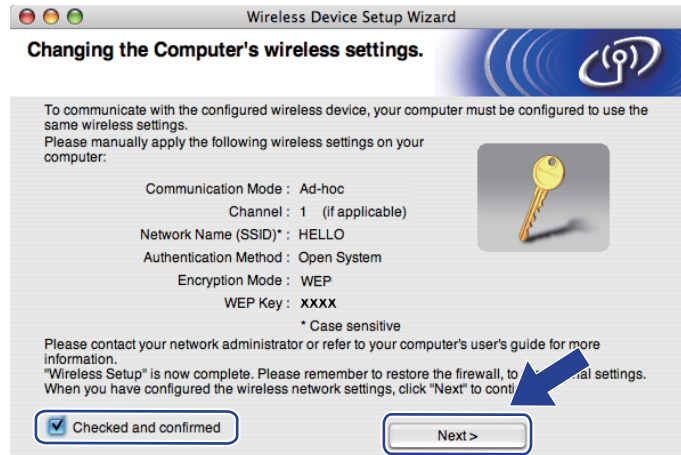 Wireless Device Setup Wizard
Changing the Computer's wireless settings.
To communicate with the configured wireless device, your computer must be configured to use the
same wireless settings.
Please manually apply the following wireless settings on your
computer:
Communication Mode : Ad-hoc
Channel : 1 (if applicable)
Network Name (SSID)* : HELLO
Authentication Method : Open System
Encryption Mode : WEP
WEP Key : XXXX
* Case sensitive
Please contact your network administrator or refer to your computer's user's guide for more
information.
"Wireless Setup" is now complete. Please remember to restore the firewall, to settings.
When you have configured the wireless network settings, click "Next" to
Checked and confirmed
Next >